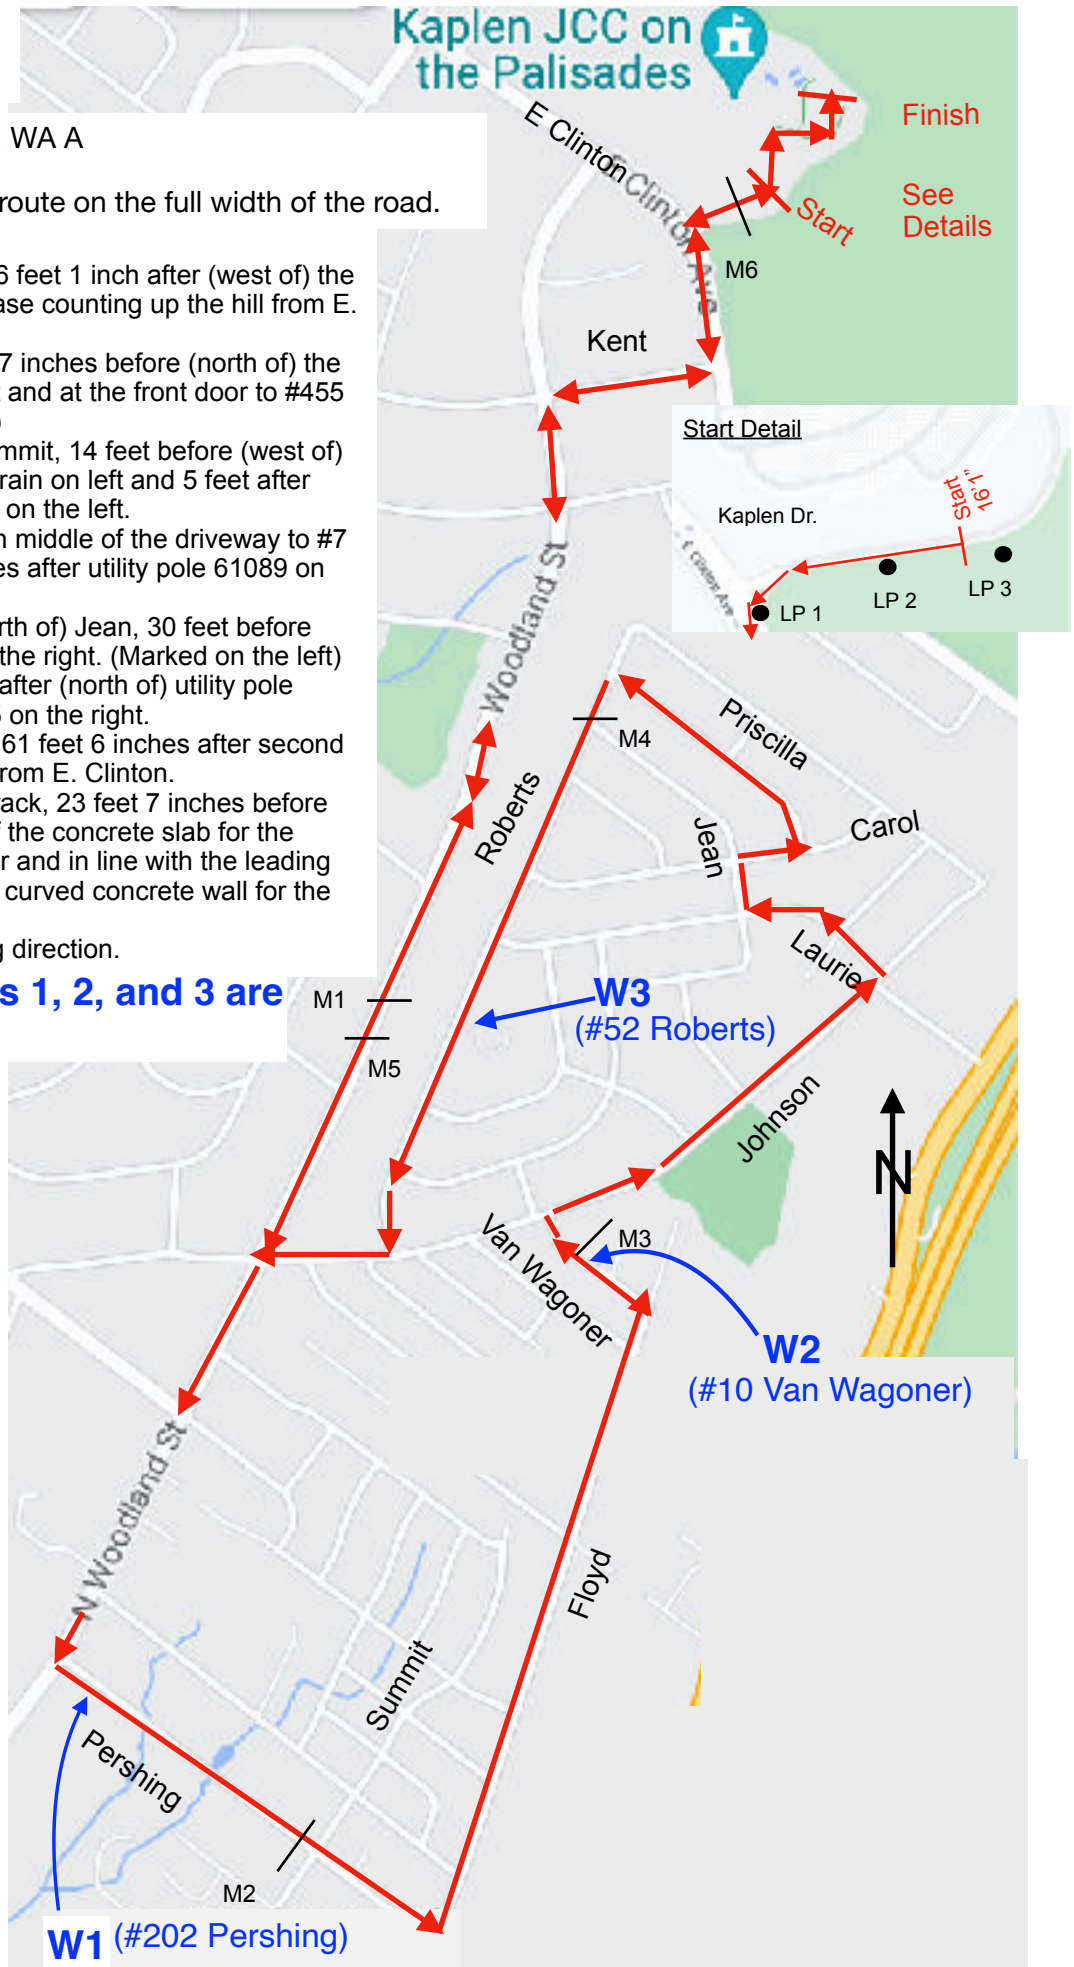 Kaplen JCC on
the Palisades
Finish
See
Details
Start
E Clinton
E Clinton Ave
M6
WA A
route on the full width of the road.
6 feet 1 inch after (west of) the
ase counting up the hill from E.
7 inches before (north of) the
and at the front door to #455
)
mmit, 14 feet before (west of)
rain on left and 5 feet after
on the left.
n middle of the driveway to #7
es after utility pole 61089 on
rth of) Jean, 30 feet before
the right. (Marked on the left)
after (north of) utility pole
on the right.
61 feet 6 inches after second
from E. Clinton.
rack, 23 feet 7 inches before
f the concrete slab for the
r and in line with the leading
curved concrete wall for the
g direction.
s 1, 2, and 3 are
Kent
Start Detail
Kaplen Dr.
Start
16'1"
E Clinton Ave
LP 1
LP 2
LP 3
Woodland St
Priscilla
M4
Roberts
Jean
Carol
Laurie
M1
M5
W3
(#52 Roberts)
Johnson
N
Van Wagoner
M3
W2
(#10 Van Wagoner)
N Woodland St
Floyd
Summit
Pershing
M2
W1 (#202 Pershing)